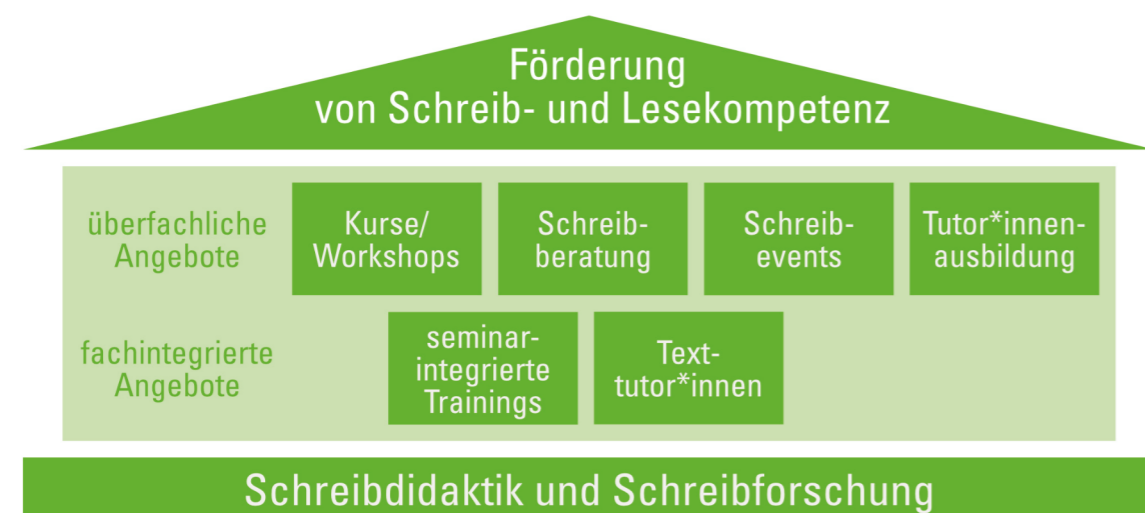 Förderung
von Schreib- und Lesekompetenz
überfachliche
Angebote
Kurse/
Workshops
Schreib-
beratung
Schreib-
events
Tutor*innen-
ausbildung
fachintegrierte
Angebote
seminar-
integrierte
Trainings
Text-
tutor*innen
Schreibdidaktik und Schreibforschung